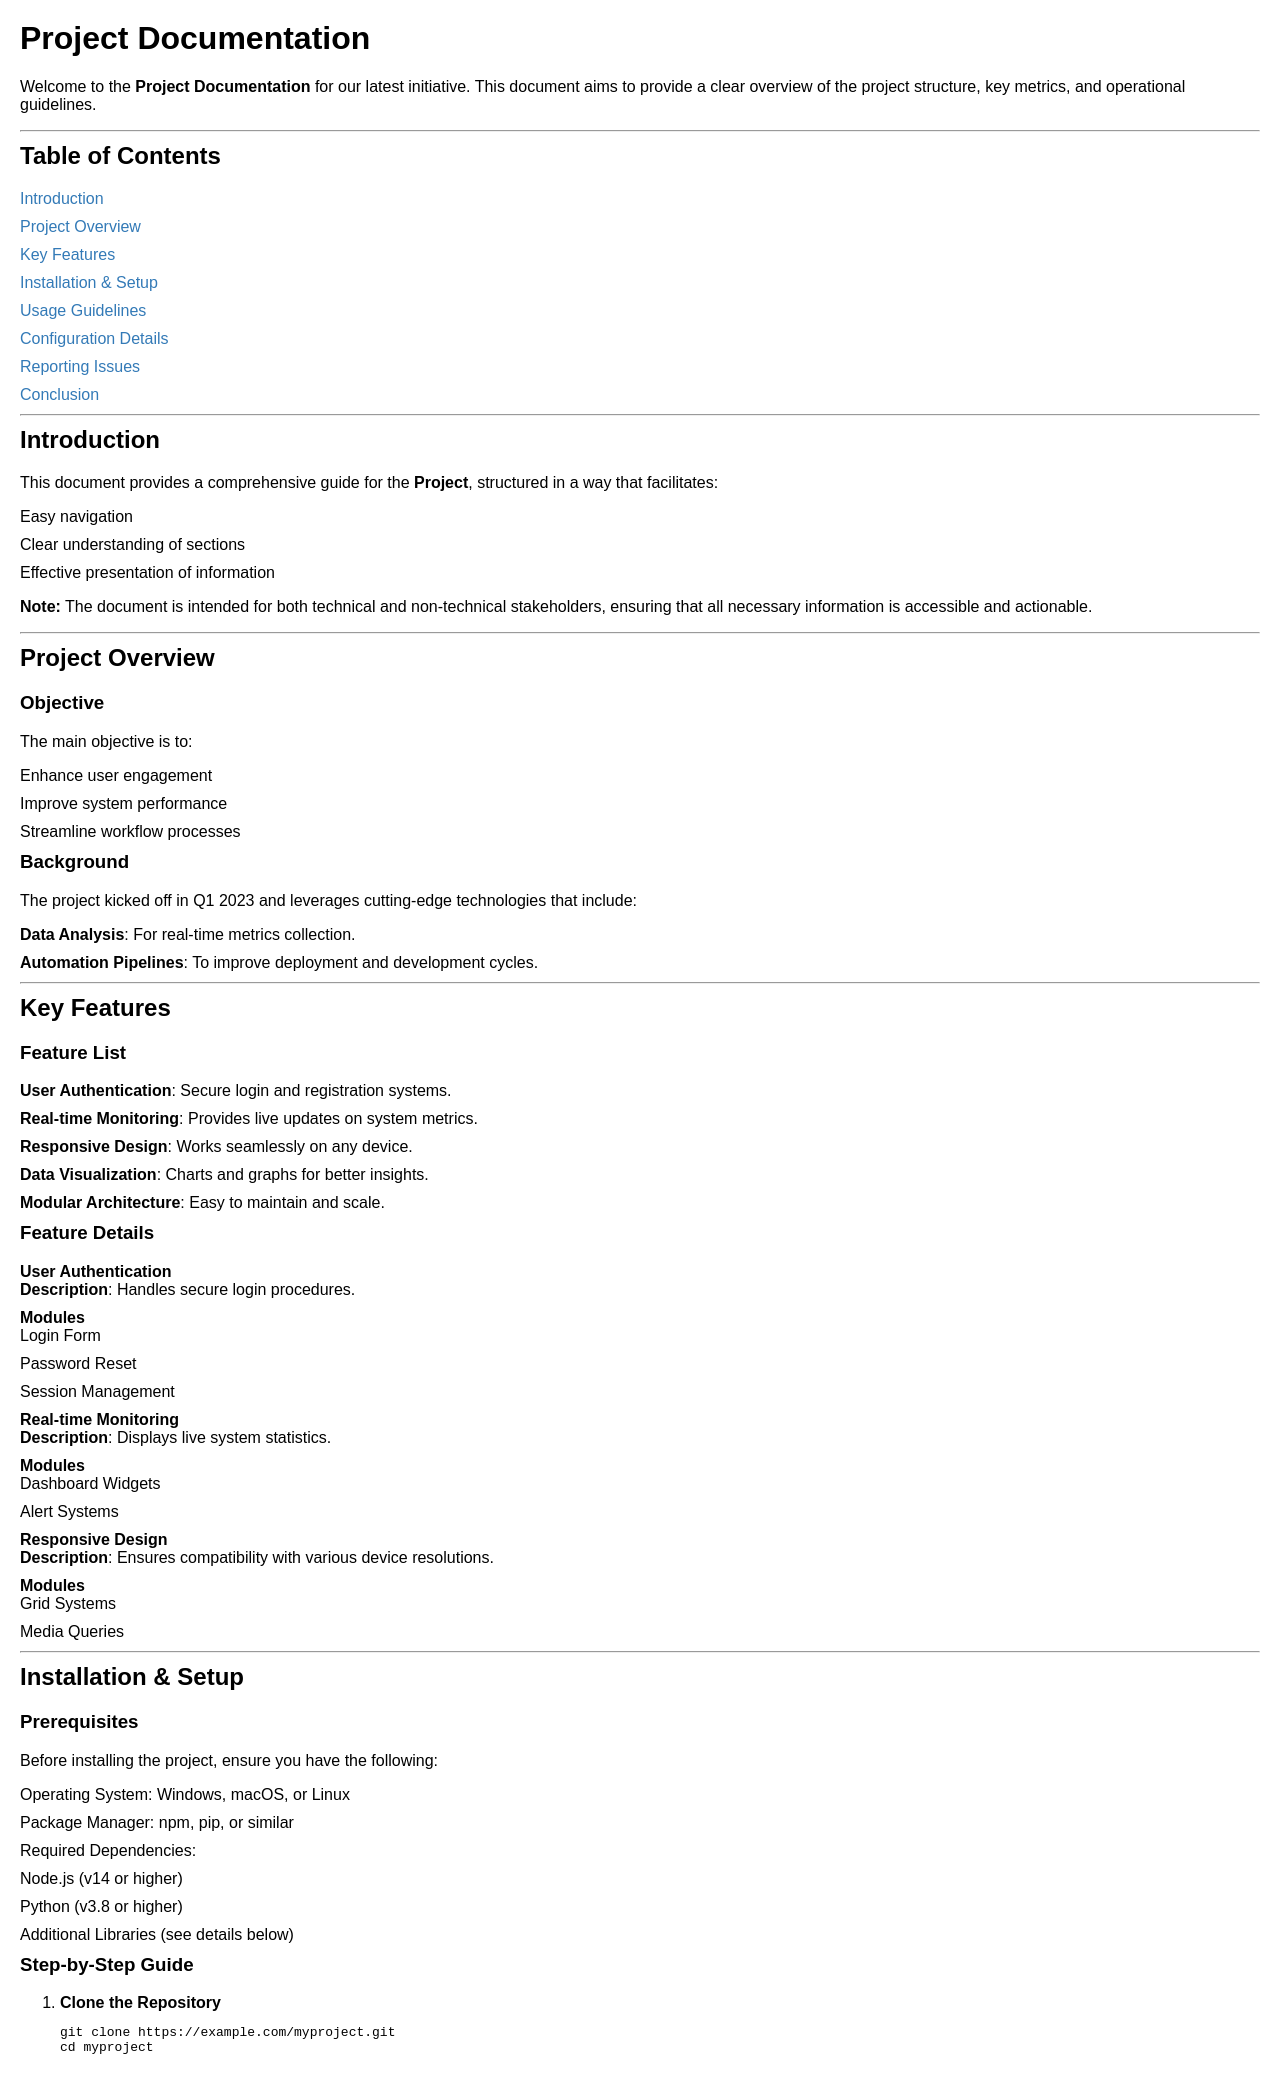 Project Documentation
Welcome to the Project Documentation for our latest initiative. This document aims to provide a clear overview of the project structure, key metrics, and operational
guidelines.
Table of Contents
Introduction
Project Overview
Key Features
Installation & Setup
Usage Guidelines
Configuration Details
Reporting Issues
Conclusion
Introduction
This document provides a comprehensive guide for the Project, structured in a way that facilitates:
Easy navigation
Clear understanding of sections
Effective presentation of information
Note: The document is intended for both technical and non-technical stakeholders, ensuring that all necessary information is accessible and actionable.
Project Overview
Objective
The main objective is to:
Enhance user engagement
Improve system performance
Streamline workflow processes
Background
The project kicked off in Q1 2023 and leverages cutting-edge technologies that include:
Data Analysis: For real-time metrics collection.
Automation Pipelines: To improve deployment and development cycles.
Key Features
Feature List
User Authentication: Secure login and registration systems.
Real-time Monitoring: Provides live updates on system metrics.
Responsive Design: Works seamlessly on any device.
Data Visualization: Charts and graphs for better insights.
Modular Architecture: Easy to maintain and scale.
Feature Details
User Authentication
Description: Handles secure login procedures.
Modules
Login Form
Password Reset
Session Management
Real-time Monitoring
Description: Displays live system statistics.
Modules
Dashboard Widgets
Alert Systems
Responsive Design
Description: Ensures compatibility with various device resolutions.
Modules
Grid Systems
Media Queries
Installation & Setup
Prerequisites
Before installing the project, ensure you have the following:
Operating System: Windows, macOS, or Linux
Package Manager: npm, pip, or similar
Required Dependencies:
Node.js (v14 or higher)
Python (v3.8 or higher)
Additional Libraries (see details below)
Step-by-Step Guide
1. Clone the Repository
git clone https://example.com/myproject.git
cd myproject